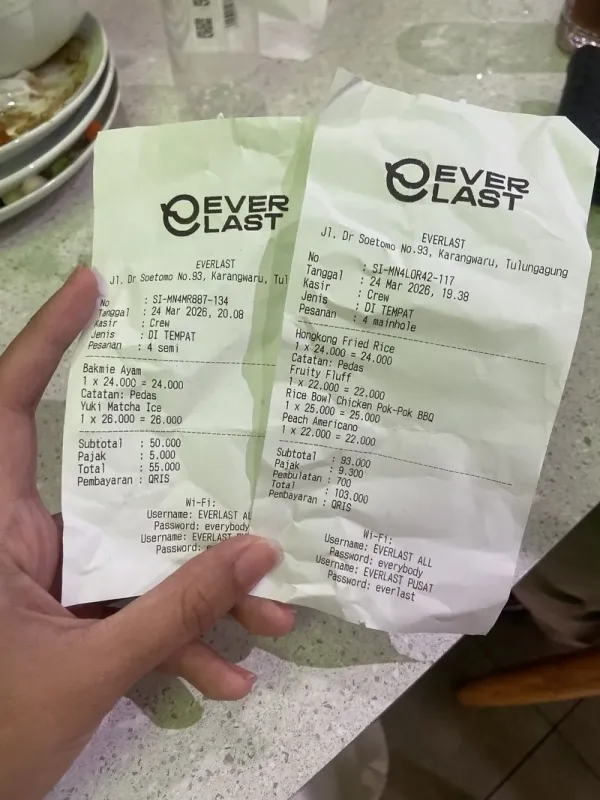 EVER
LAST
EVERLAST
Jl. Dr Soetomo No.93, Karangwaru, Tul
No : SI-MN4MR887-134
Tanggal : 24 Mar 2026, 20.08
Kasir : Crew
Jenis : DI TEMPAT
Pesanan : 4 semi
Bakmie Ayam
1 x 24.000 = 24.000
Catatan: Pedas
Yuki Matcha Ice
1 x 26.000 = 26.000
Subtotal : 50.000
Pajak : 5.000
Total : 55.000
Pembayaran : QRIS
Wi-Fi:
Username: EVERLAST AL
Password: everybody
Username: EVERLAST
Password:
EVER
LAST
EVERLAST
Jl. Dr Soetomo No.93, Karangwaru, Tulungagung
No : SI-MN4LQR42-117
Tanggal : 24 Mar 2026, 19.38
Kasir : Crew
Jenis : DI TEMPAT
Pesanan : 4 mainhole
Hongkong Fried Rice
1 x 24.000 = 24.000
Catatan: Pedas
Fruity Fluff
1 x 22.000 = 22.000
Rice Bowl Chicken Pok-Pok BBQ
1 x 25.000 = 25.000
Peach Americano
1 x 22.000 = 22.000
Subtotal : 93.000
Pajak : 9.300
Pembulatan : 700
Total : 103.000
Pembayaran : QRIS
Wi-Fi:
Username: EVERLAST ALL
Password: everybody
Username: EVERLAST PUSAT
Password: everlast